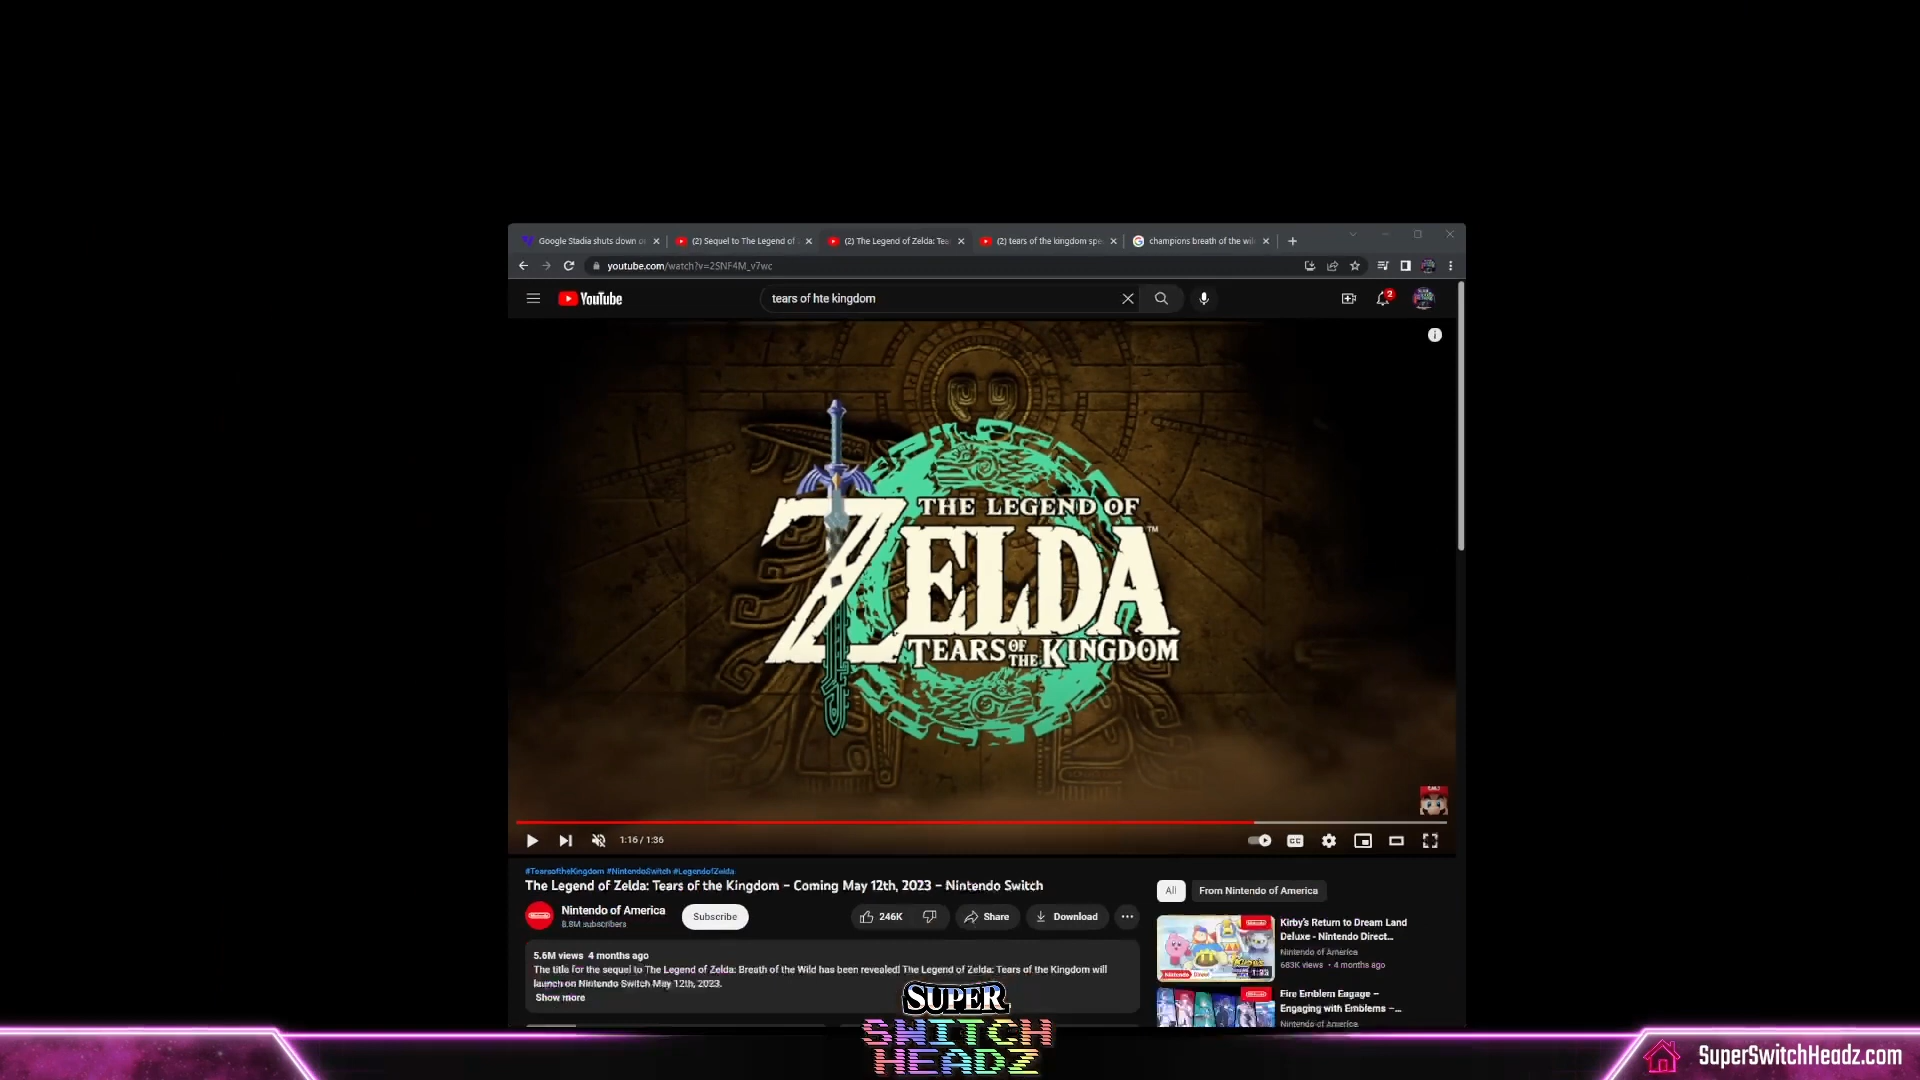 Google Stadia shuts down o
(2) Sequel to The Legend of
(2) The Legend of Zelda: Tea
(2) tears of the kingdom spe
champions breath of the wil
youtube.com/watch?v=2SNF4M_v7wc
YouTube
tears of hte kingdom
2
THE LEGEND OF
ZELDA
TEARS OF THE KINGDOM
TM
1:16 / 1:36
CC
#TearsoftheKingdom #NintendoSwitch #LegendofZelda
The Legend of Zelda: Tears of the Kingdom – Coming May 12th, 2023 – Nintendo Switch
Nintendo of America
8.8M subscribers
Subscribe
246K
Share
Download
5.6M views 4 months ago
The title for the sequel to The Legend of Zelda: Breath of the Wild has been revealed! The Legend of Zelda: Tears of the Kingdom will
launch on Nintendo Switch May 12th, 2023.
Show more
All
From Nintendo of America
Kirby's Return to Dream Land
Deluxe - Nintendo Direct...
Nintendo of America
683K views • 4 months ago
Fire Emblem Engage –
Engaging with Emblems –...
Nintendo of America
SUPER
SWITCH
HEADZ
SuperSwitchHeadz.com